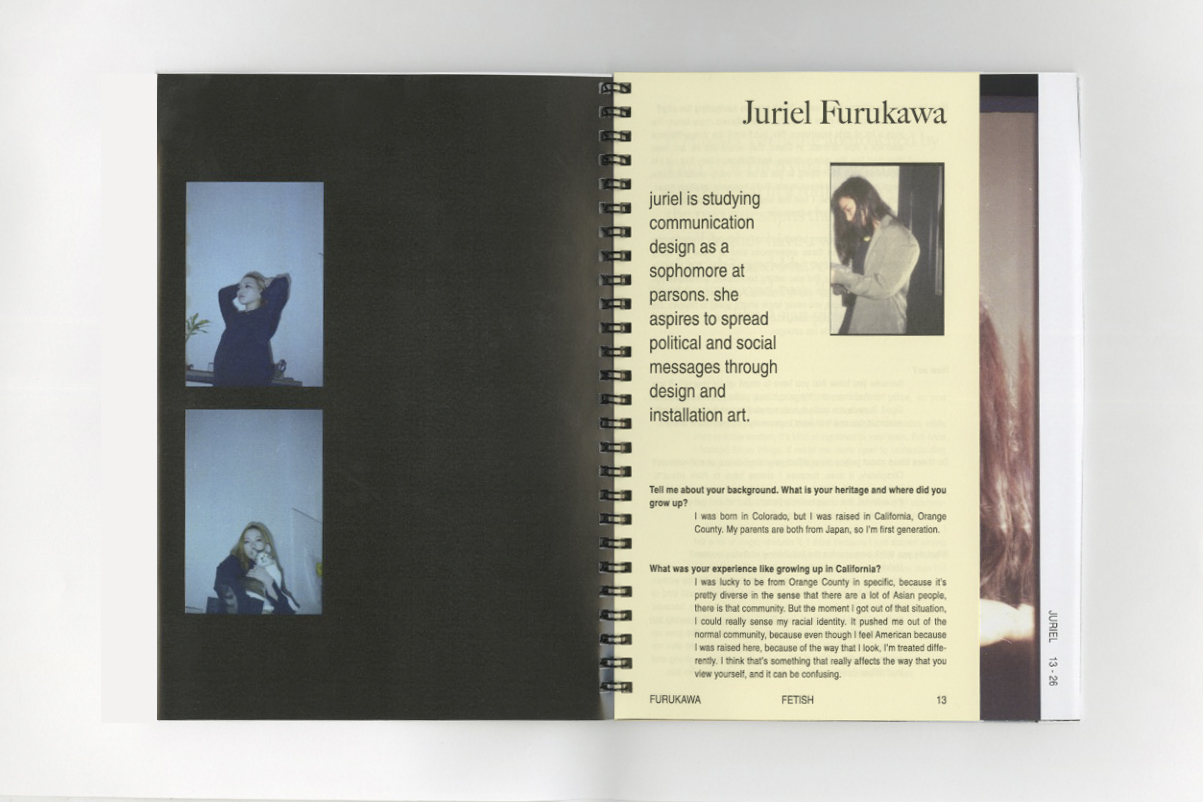 Juriel Furukawa
juriel is studying
communication
design as a
sophomore at
parsons. she
aspires to spread
political and social
messages through
design and
installation art.
Tell me about your background. What is your heritage and where did you
grow up?
I was born in Colorado, but I was raised in California, Orange
County. My parents are both from Japan, so I'm first generation.
What was your experience like growing up in California?
I was lucky to be from Orange County in specific, because it's
pretty diverse in the sense that there are a lot of Asian people,
there is that community. But the moment I got out of that situation,
I could really sense my racial identity. It pushed me out of the
normal community, because even though I feel American because
I was raised here, because of the way that I look, I'm treated diffe-
rently. I think that's something that really affects the way that you
view yourself, and it can be confusing.
FURUKAWA FETISH 13
JURIEL 13 - 26